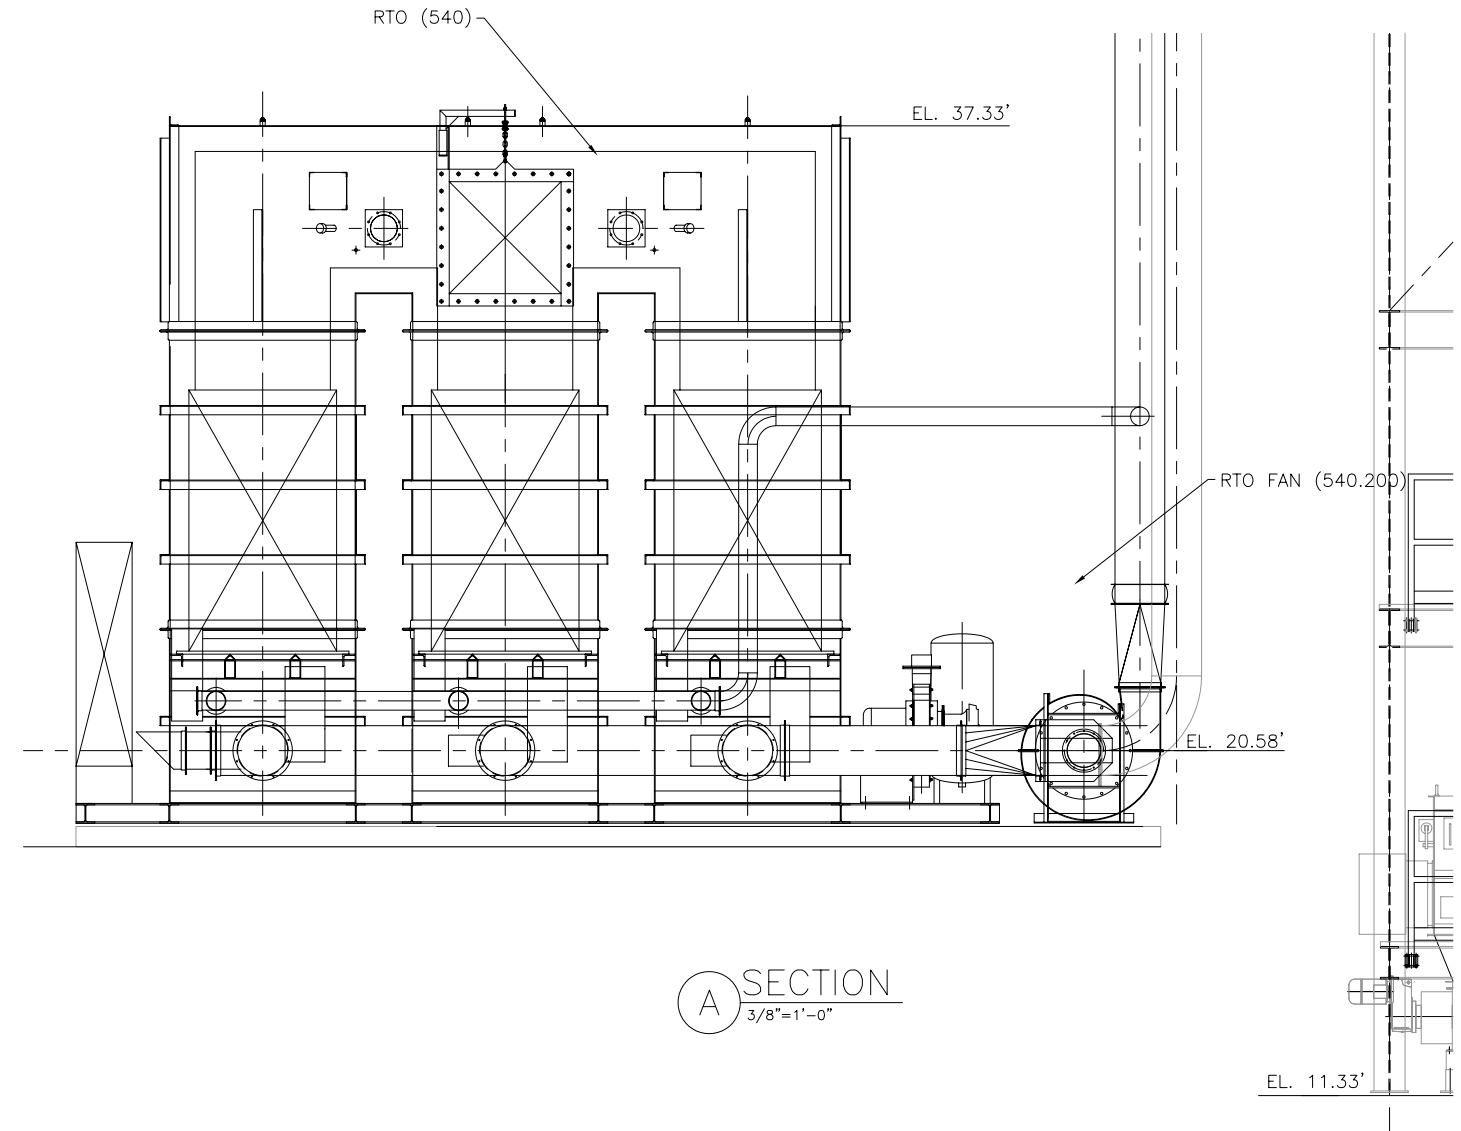 RTO (540)
EL. 37.33'
RTO FAN (540.200)
EL. 20.58'
A
SECTION
3/8"=1'-0"
EL. 11.33'